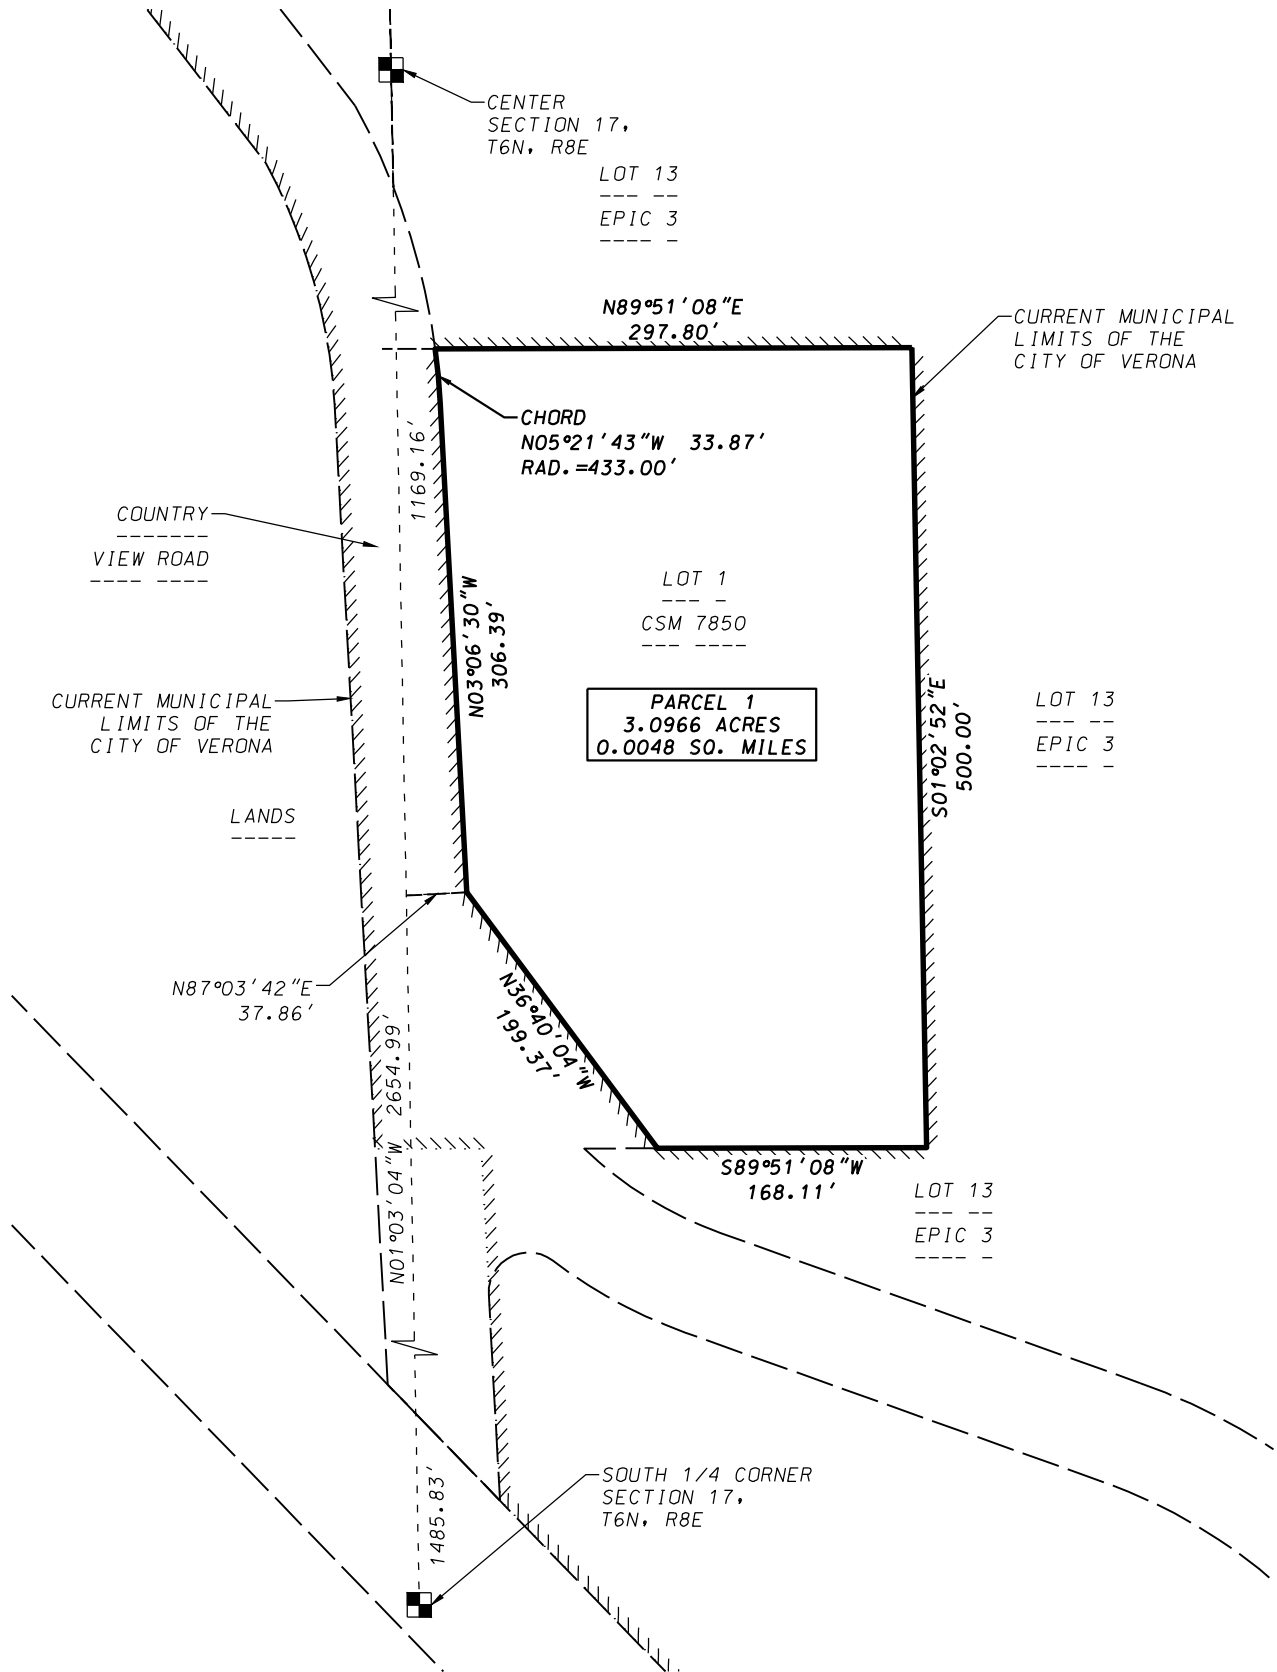 CENTER
SECTION 17,
T6N, R8E
LOT 13
EPIC 3
N89°51'08"E
297.80'
CURRENT MUNICIPAL
LIMITS OF THE
CITY OF VERONA
CHORD
N05°21'43"W 33.87'
RAD.=433.00'
1169.16'
COUNTRY
VIEW ROAD
N03°06'30"W
306.39'
LOT 1
CSM 7850
PARCEL 1
3.0966 ACRES
0.0048 SQ. MILES
S01°02'52"E
500.00'
LOT 13
EPIC 3
CURRENT MUNICIPAL
LIMITS OF THE
CITY OF VERONA
LANDS
N87°03'42"E
37.86'
N36°40'04"W
199.37'
N01°03'04"W 2654.99'
S89°51'08"W
168.11'
LOT 13
EPIC 3
1485.83'
SOUTH 1/4 CORNER
SECTION 17,
T6N, R8E